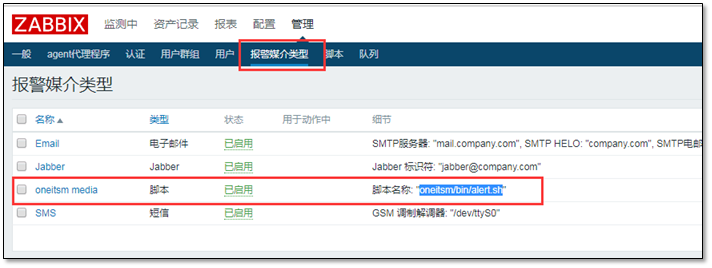 ZABBIX 监测中 资产记录 报表 配置 管理
一般 agent代理程序 认证 用户群组 用户 报警媒介类型 脚本 队列
报警媒介类型
名称 类型 状态 用于动作中 细节
Email 电子邮件 已启用 SMTP服务器: "mail.company.com", SMTP HELO: "company.com", SMTP电邮
Jabber Jabber 已启用 Jabber 标识符: "jabber@company.com"
oneitsm media 脚本 已启用 脚本名称: "oneitsm/bin/alert.sh"
SMS 短信 已启用 GSM 调制解调器: "/dev/ttyS0"